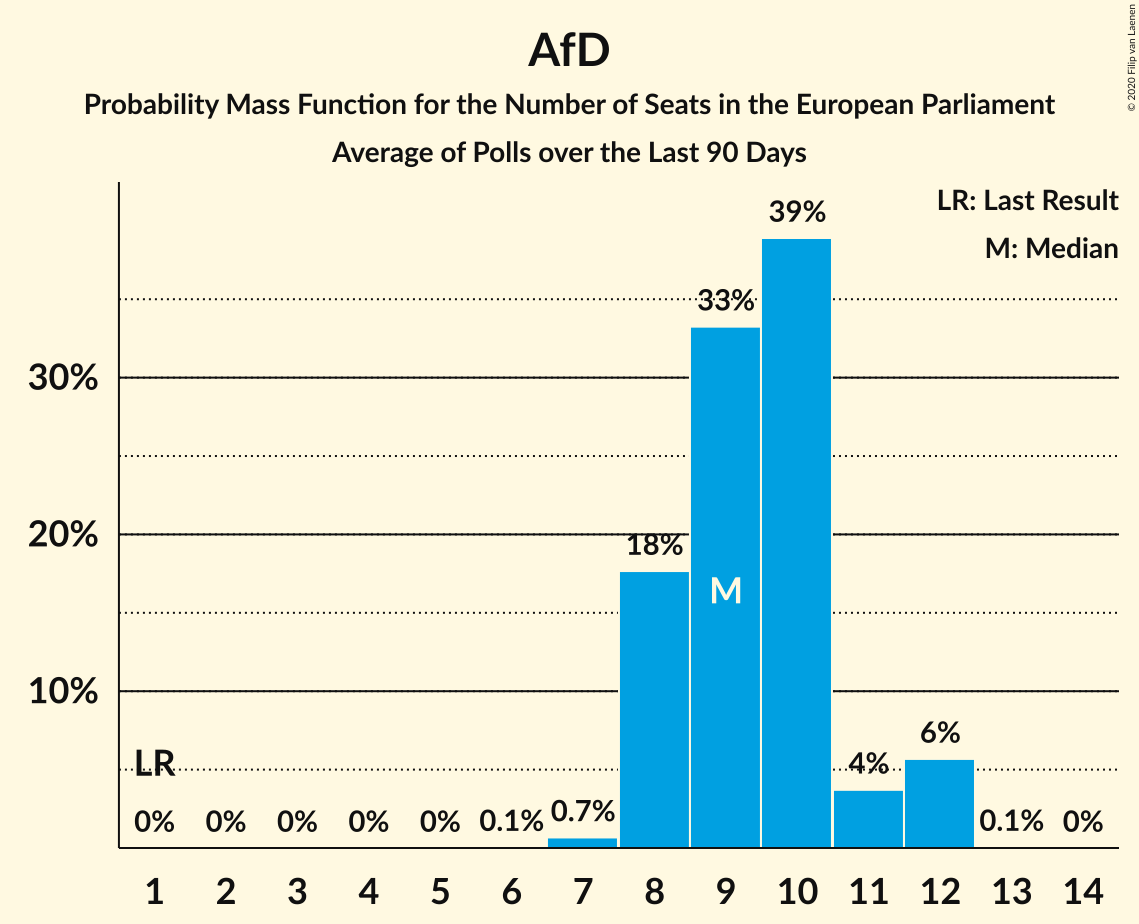 AfD
Probability Mass Function for the Number of Seats in the European Parliament
Average of Polls over the Last 90 Days
© 2020 Filip van Laenen
LR: Last Result
M: Median
39%
33%
30%
20%
18%
M
10%
6%
LR
4%
0% 0% 0% 0% 0% 0.1% 0.7% 0.1% 0%
1 2 3 4 5 6 7 8 9 10 11 12 13 14